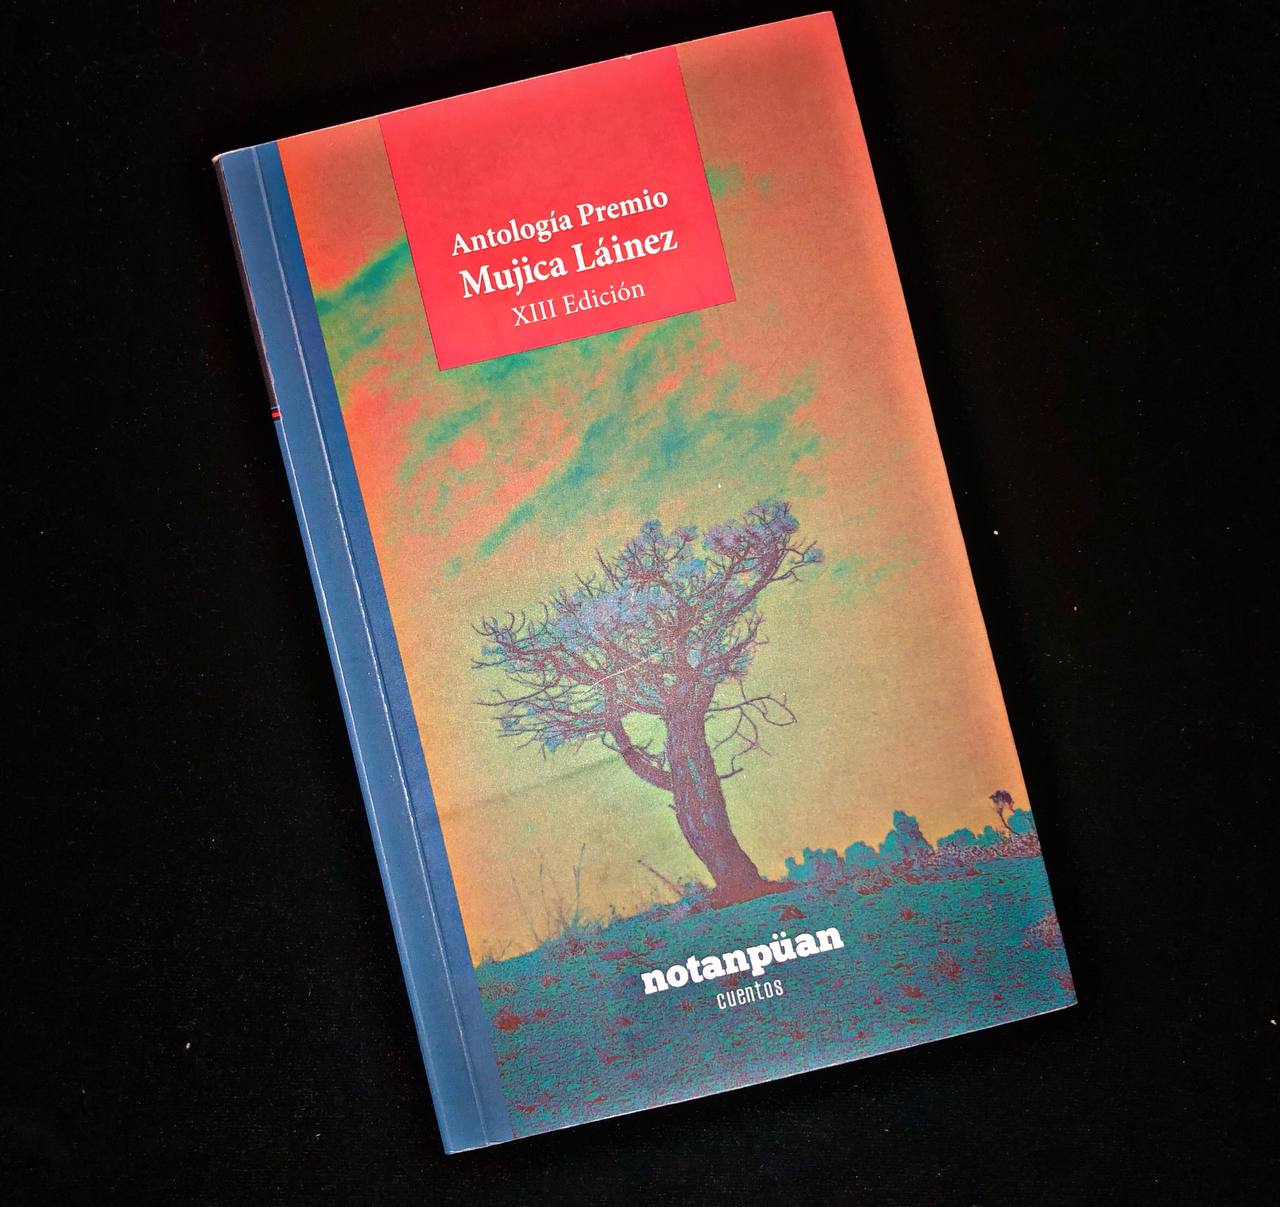 Antología Premio
Mujica Láinez
XIII Edición
notanpüan
cuentos